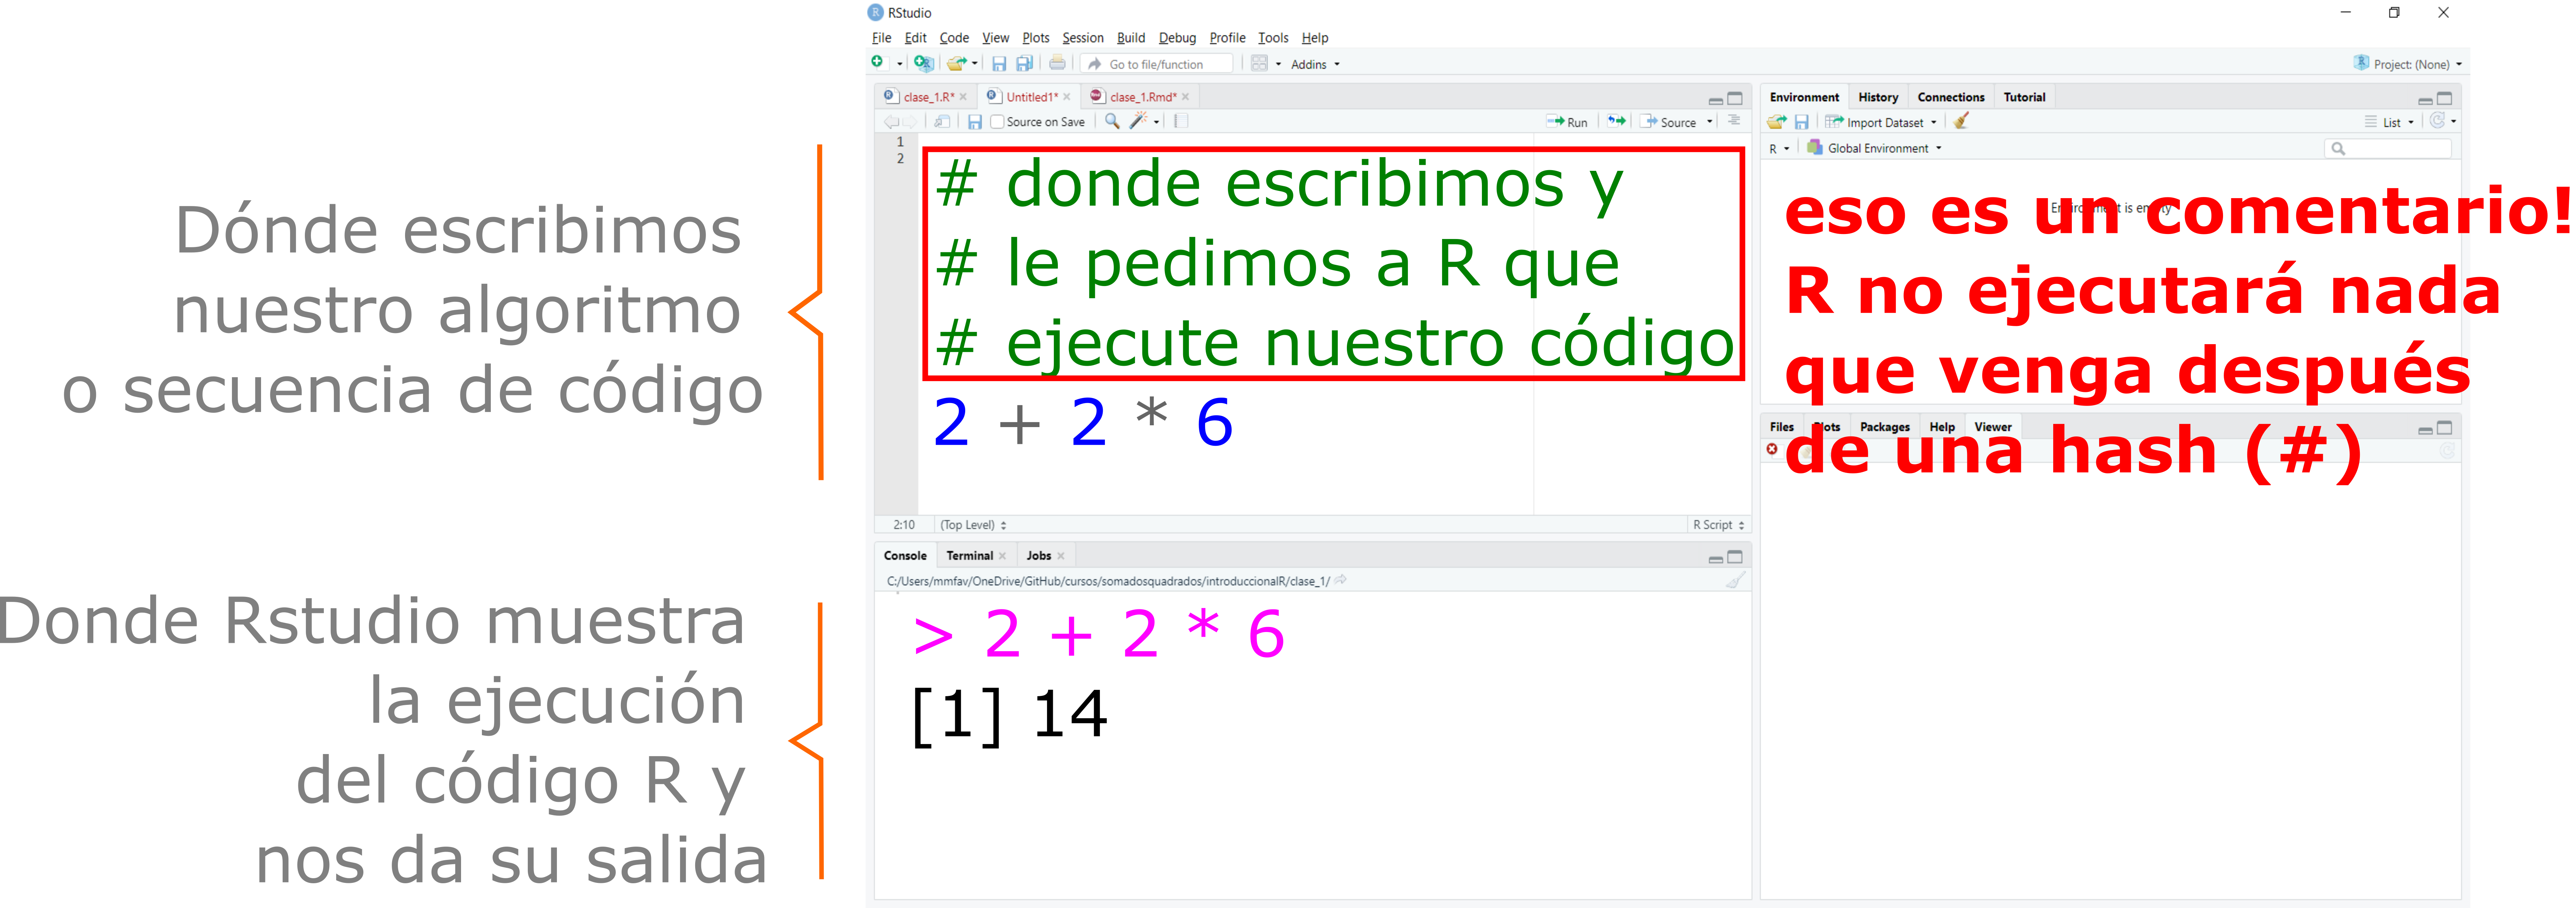 RStudio
File Edit Code View Plots Session Build Debug Profile Tools Help
Go to file/function Addins Project: (None)
clase_1.R* Untitled1* clase_1.Rmd*
Source on Save Run Source
1
2
# donde escribimos y
# le pedimos a R que
# ejecute nuestro código
2 + 2 * 6
2:10 (Top Level) R Script
Dónde escribimos
nuestro algoritmo
o secuencia de código
Console Terminal Jobs
C:/Users/mmfav/OneDrive/GitHub/cursos/somadosquadrados/introduccionalR/clase_1/
> 2 + 2 * 6
[1] 14
Donde Rstudio muestra
la ejecución
del código R y
nos da su salida
Environment History Connections Tutorial
Import Dataset List
R Global Environment
Environment is empty
eso es un comentario!
R no ejecutará nada
que venga después
de una hash (#)
Files Plots Packages Help Viewer